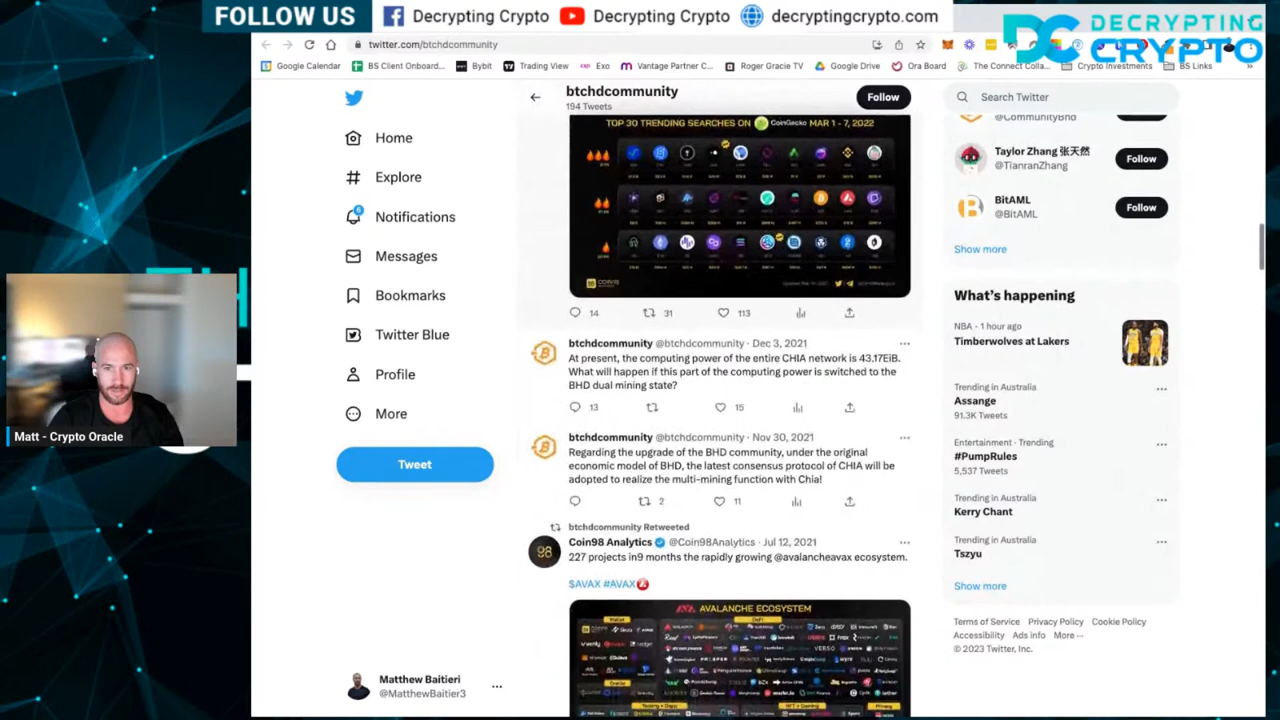 FOLLOW US
Decrypting Crypto
Decrypting Crypto
decryptingcrypto.com
DECRYPTING
CRYPTO
twitter.com/btchdcommunity
Google Calendar
BS Client Onboard...
Bybit
Trading View
Exo
Vantage Partner C...
Roger Gracie TV
Google Drive
Ora Board
The Connect Colla...
Crypto Investments
BS Links
Home
Explore
6
Notifications
Messages
Bookmarks
Twitter Blue
Profile
More
Tweet
Matthew Baitieri
@MatthewBaitier3
Matt - Crypto Oracle
btchdcommunity
194 Tweets
Follow
TOP 30 TRENDING SEARCHES ON CoinGecko MAR 1 - 7, 2022
14 31 113
btchdcommunity @btchdcommunity · Dec 3, 2021
At present, the computing power of the entire CHIA network is 43.17EiB.
What will happen if this part of the computing power is switched to the
BHD dual mining state?
13 15
btchdcommunity @btchdcommunity · Nov 30, 2021
Regarding the upgrade of the BHD community, under the original
economic model of BHD, the latest consensus protocol of CHIA will be
adopted to realize the multi-mining function with Chia!
2 11
btchdcommunity Retweeted
98
Coin98 Analytics @Coin98Analytics · Jul 12, 2021
227 projects in9 months the rapidly growing @avalancheavax ecosystem.
$AVAX #AVAX
AVALANCHE ECOSYSTEM
Search Twitter
@CommunityBhd
Taylor Zhang 张天然
@TianranZhang
Follow
BitAML
@BitAML
Follow
Show more
What's happening
NBA · 1 hour ago
Timberwolves at Lakers
Trending in Australia
Assange
91.3K Tweets
Entertainment · Trending
#PumpRules
5,537 Tweets
Trending in Australia
Kerry Chant
Trending in Australia
Tszyu
Show more
Terms of Service Privacy Policy Cookie Policy
Accessibility Ads info More ···
© 2023 Twitter, Inc.